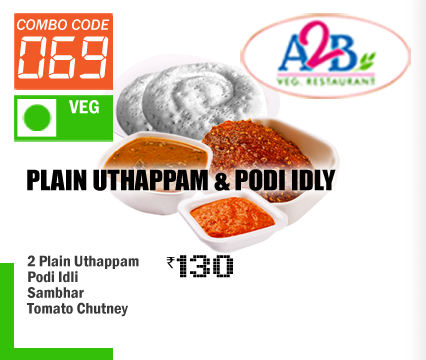 COMBO CODE
069
VEG
A2B
VEG. RESTAURANT
PLAIN UTHAPPAM & PODI IDLY
2 Plain Uthappam
Podi Idli
Sambhar
Tomato Chutney
₹130